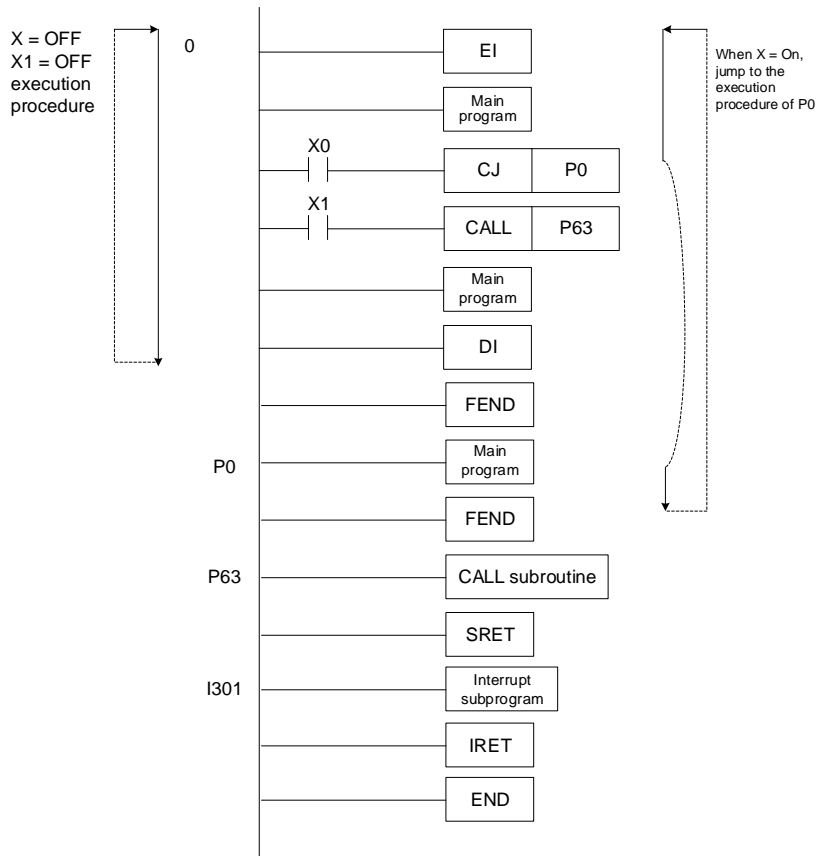 X = OFF
X1 = OFF
execution
procedure
0
EI
When X = On,
jump to the
execution
procedure of P0
Main
program
X0
CJ P0
X1
CALL P63
Main
program
DI
FEND
P0
Main
program
FEND
P63
CALL subroutine
SRET
I301
Interrupt
subprogram
IRET
END